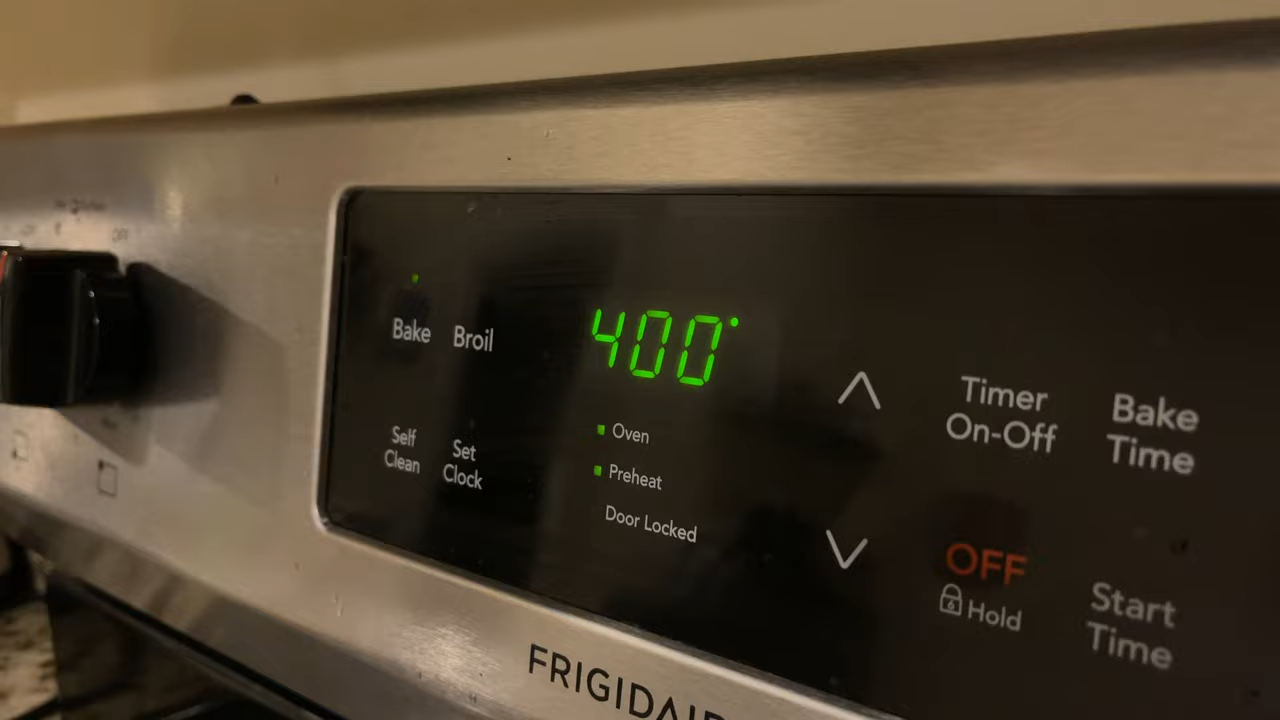 Bake
Broil
400°
Timer
On-Off
Bake
Time
Self
Clean
Set
Clock
Oven
Preheat
Door Locked
OFF
Hold
Start
Time
FRIGIDAIR